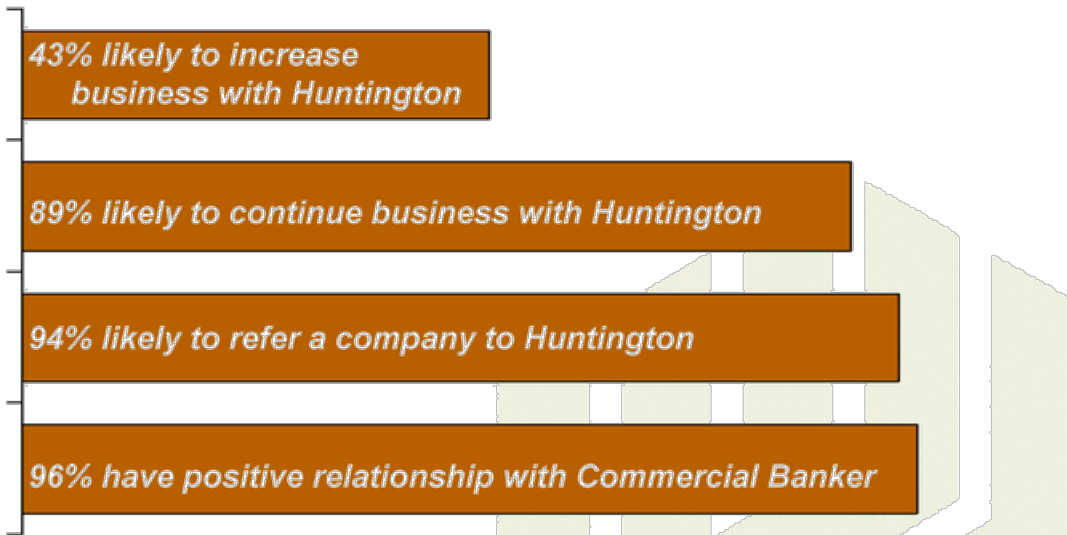 43% likely to increase
business with Huntington
89% likely to continue business with Huntington
94% likely to refer a company to Huntington
96% have positive relationship with Commercial Banker